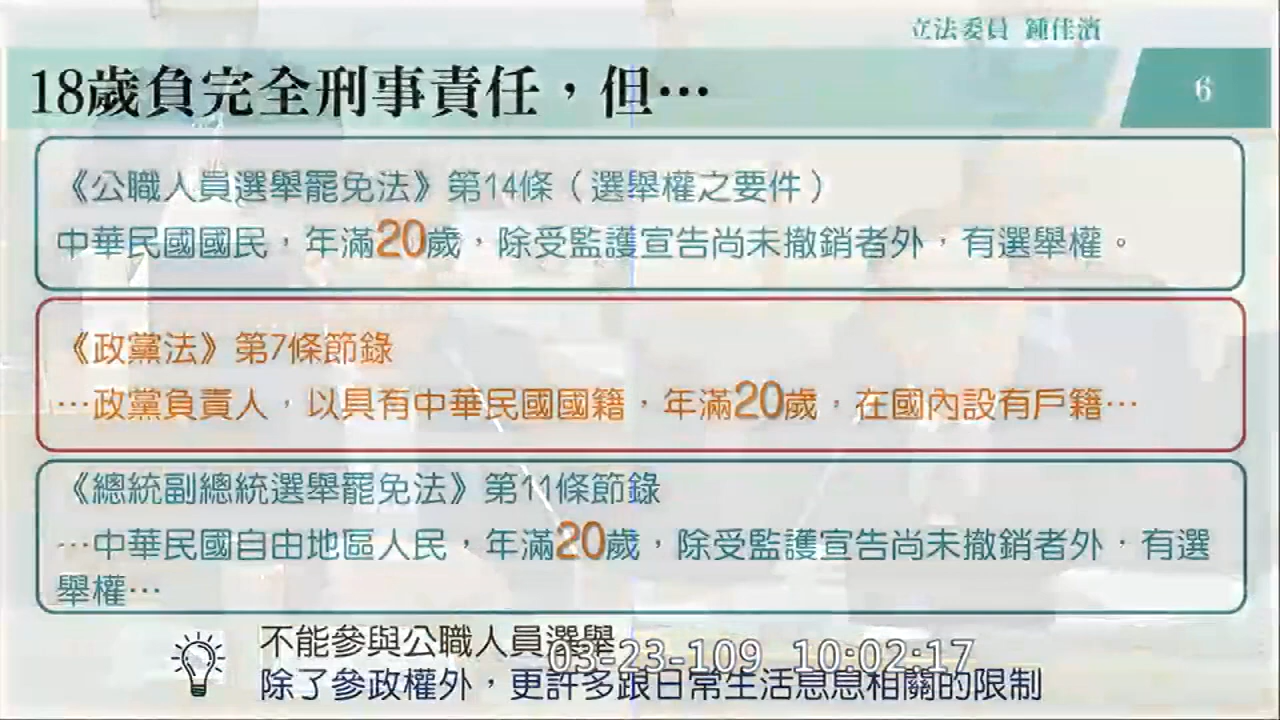 立法委員 鍾佳濱
18歲負完全刑事責任，但…
6
《公職人員選舉罷免法》第14條（選舉權之要件）
中華民國國民，年滿20歲，除受監護宣告尚未撤銷者外，有選舉權。
《政黨法》第7條節錄
…政黨負責人，以具有中華民國國籍，年滿20歲，在國內設有戶籍…
《總統副總統選舉罷免法》第11條節錄
…中華民國自由地區人民，年滿20歲，除受監護宣告尚未撤銷者外，有選
舉權…
不能參與公職人員選舉
03-23-109 10:02:17
除了參政權外，更許多跟日常生活息息相關的限制